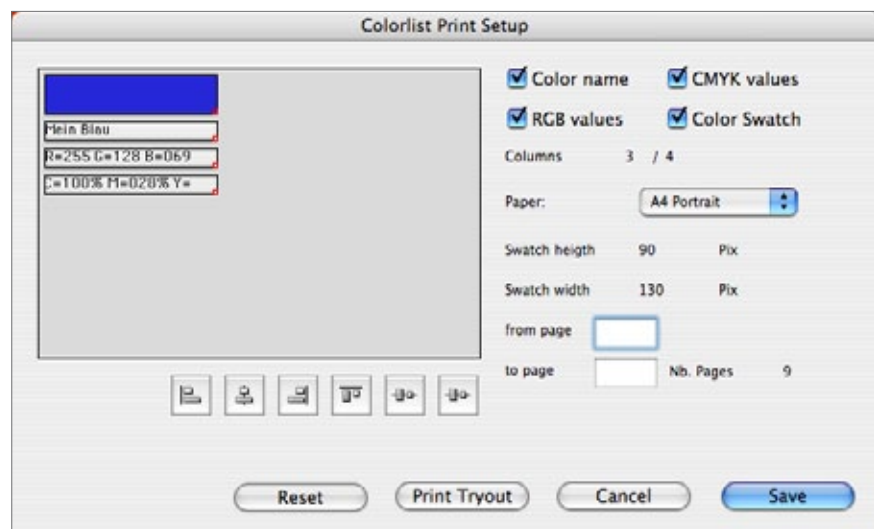 Colorlist Print Setup
Mein Blau
R=255 G=128 B=069
C=100% M=028% Y=
Color name
CMYK values
RGB values
Color Swatch
Columns 3 / 4
Paper: A4 Portrait
Swatch heigth 90 Pix
Swatch width 130 Pix
from page
to page Nb. Pages 9
Reset Print Tryout Cancel Save